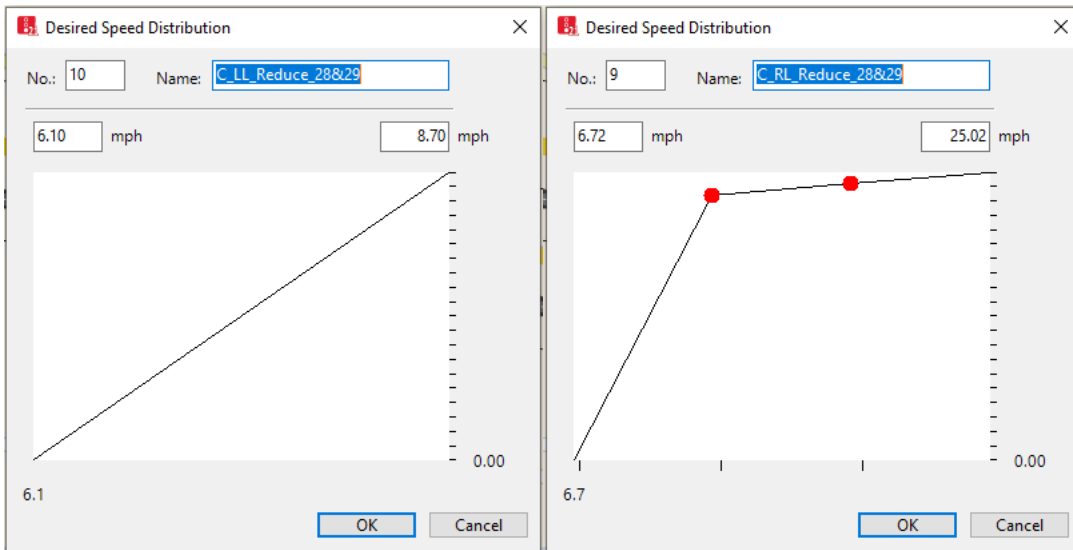 Desired Speed Distribution
No.: 10 Name: C_LL_Reduce_28&29
6.10 mph 8.70 mph
0.00
6.1
OK Cancel
Desired Speed Distribution
No.: 9 Name: C_RL_Reduce_28&29
6.72 mph 25.02 mph
0.00
6.7
OK Cancel